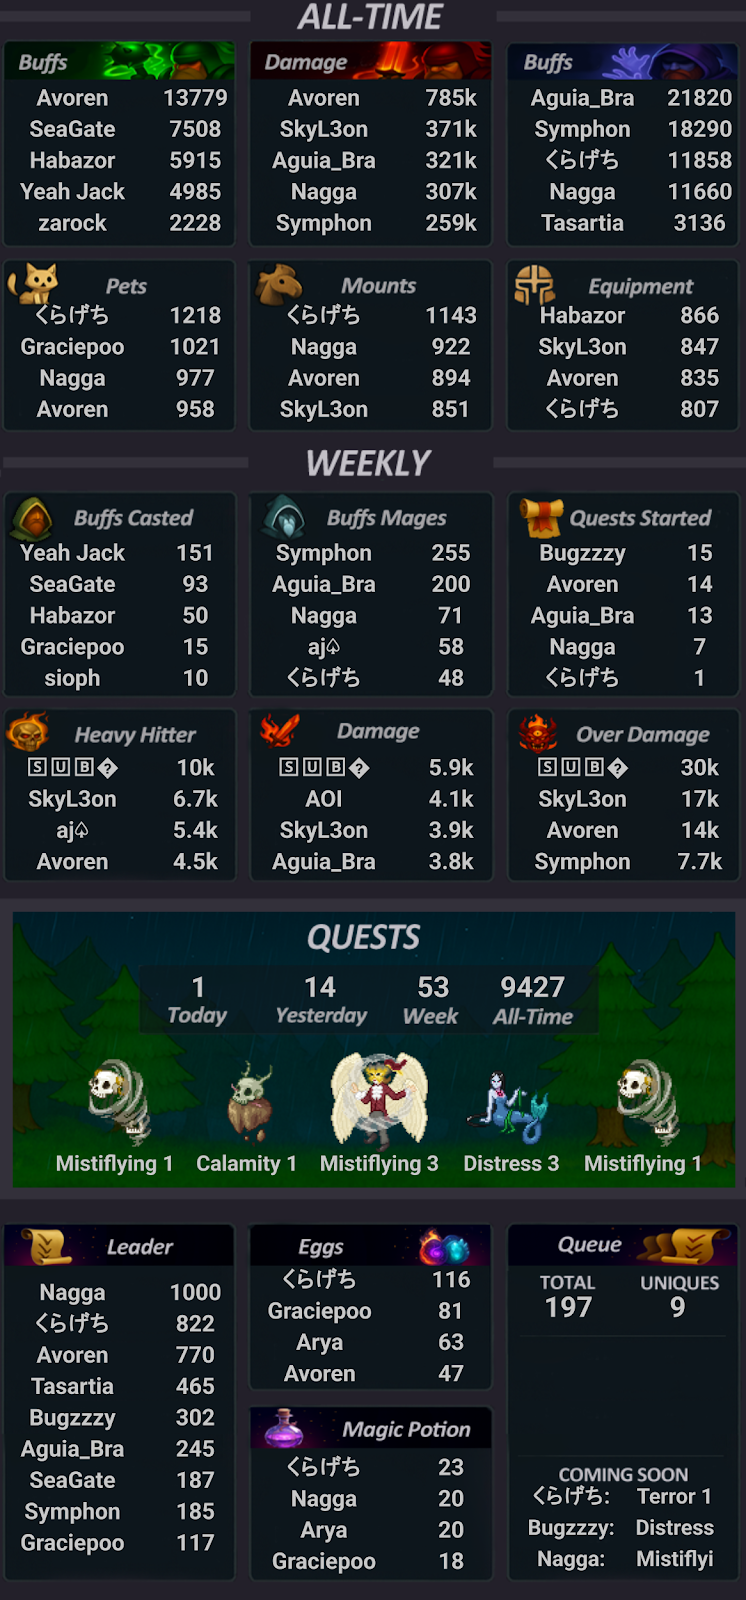 ALL-TIME
Buffs
Avoren 13779
SeaGate 7508
Habazor 5915
Yeah Jack 4985
zarock 2228
Damage
Avoren 785k
SkyL3on 371k
Aguia_Bra 321k
Nagga 307k
Symphon 259k
Buffs
Aguia_Bra 21820
Symphon 18290
くらげち 11858
Nagga 11660
Tasartia 3136
Pets
くらげち 1218
Graciepoo 1021
Nagga 977
Avoren 958
Mounts
くらげち 1143
Nagga 922
Avoren 894
SkyL3on 851
Equipment
Habazor 866
SkyL3on 847
Avoren 835
くらげち 807
WEEKLY
Buffs Casted
Yeah Jack 151
SeaGate 93
Habazor 50
Graciepoo 15
sioph 10
Buffs Mages
Symphon 255
Aguia_Bra 200
Nagga 71
aj♤ 58
くらげち 48
Quests Started
Bugzzzy 15
Avoren 14
Aguia_Bra 13
Nagga 7
くらげち 1
Heavy Hitter
🅂🅄🄱� 10k
SkyL3on 6.7k
aj♤ 5.4k
Avoren 4.5k
Damage
🅂🅄🄱� 5.9k
AOI 4.1k
SkyL3on 3.9k
Aguia_Bra 3.8k
Over Damage
🅂🅄🄱� 30k
SkyL3on 17k
Avoren 14k
Symphon 7.7k
QUESTS
1 14 53 9427
Today Yesterday Week All-Time
Mistiflying 1 Calamity 1 Mistiflying 3 Distress 3 Mistiflying 1
Leader
Nagga 1000
くらげち 822
Avoren 770
Tasartia 465
Bugzzzy 302
Aguia_Bra 245
SeaGate 187
Symphon 185
Graciepoo 117
Eggs
くらげち 116
Graciepoo 81
Arya 63
Avoren 47
Magic Potion
くらげち 23
Nagga 20
Arya 20
Graciepoo 18
Queue
TOTAL UNIQUES
197 9
COMING SOON
くらげち: Terror 1
Bugzzzy: Distress
Nagga: Mistiflyi